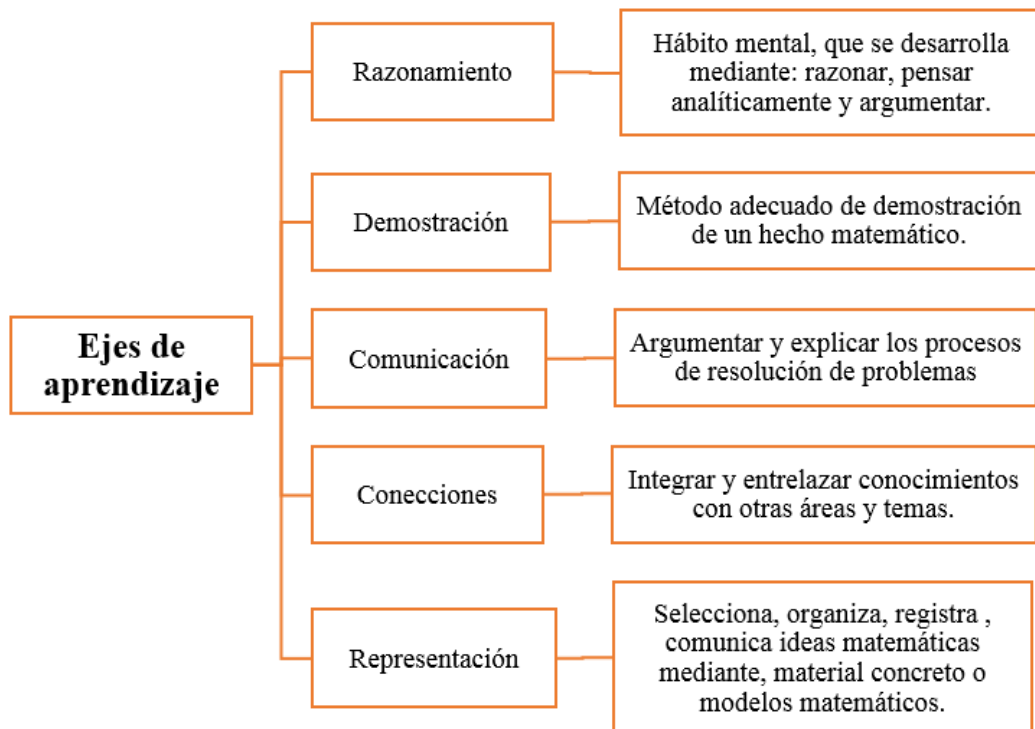 Ejes de
aprendizaje
Razonamiento
Hábito mental, que se desarrolla
mediante: razonar, pensar
analíticamente y argumentar.
Demostración
Método adecuado de demostración
de un hecho matemático.
Comunicación
Argumentar y explicar los procesos
de resolución de problemas
Conecciones
Integrar y entrelazar conocimientos
con otras áreas y temas.
Representación
Selecciona, organiza, registra ,
comunica ideas matemáticas
mediante, material concreto o
modelos matemáticos.